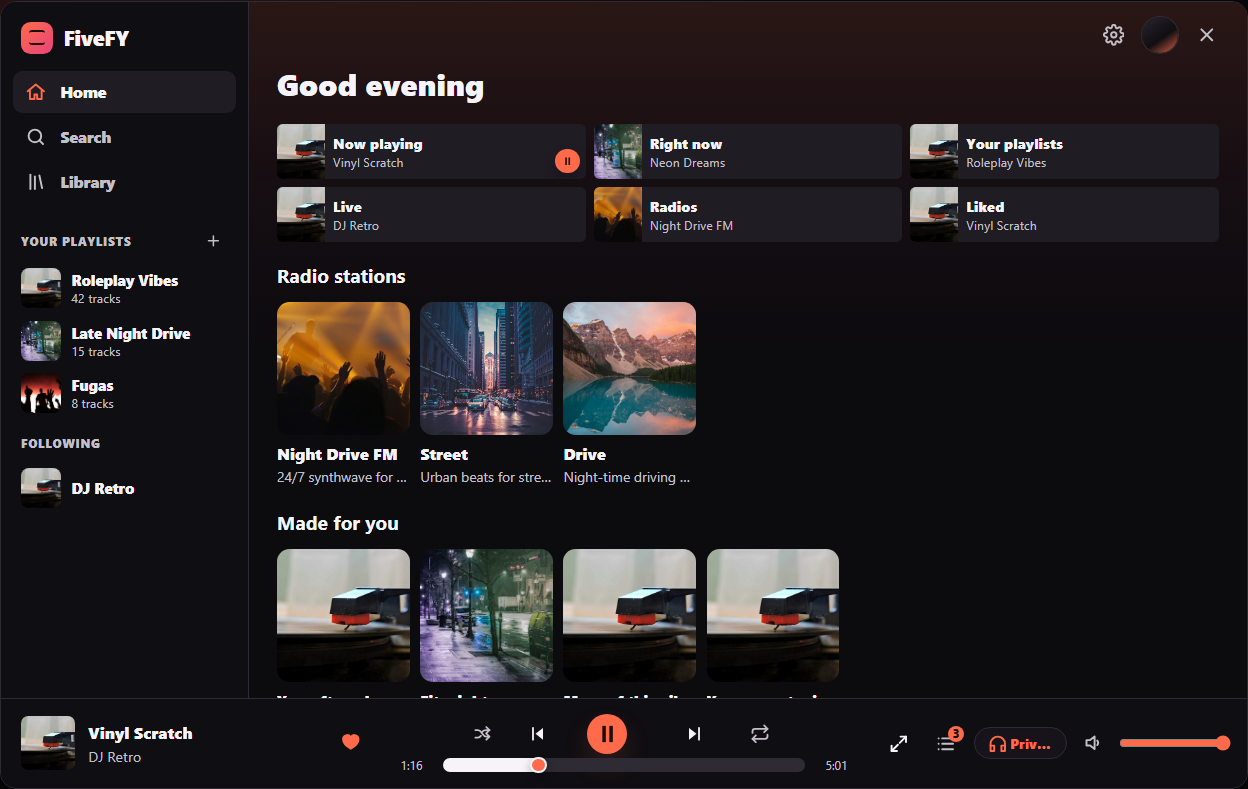 FiveFY
Home
Search
Library
YOUR PLAYLISTS
Roleplay Vibes
42 tracks
Late Night Drive
15 tracks
Fugas
8 tracks
FOLLOWING
DJ Retro
Good evening
Now playing
Vinyl Scratch
Right now
Neon Dreams
Your playlists
Roleplay Vibes
Live
DJ Retro
Radios
Night Drive FM
Liked
Vinyl Scratch
Radio stations
Night Drive FM
24/7 synthwave for ...
Street
Urban beats for stre...
Drive
Night-time driving ...
Made for you
Vinyl Scratch
DJ Retro
1:16
5:01
3
Priv...